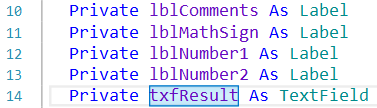 10 Private lblComments As Label
11 Private lblMathSign As Label
12 Private lblNumber1 As Label
13 Private lblNumber2 As Label
14 Private txfResult As TextField